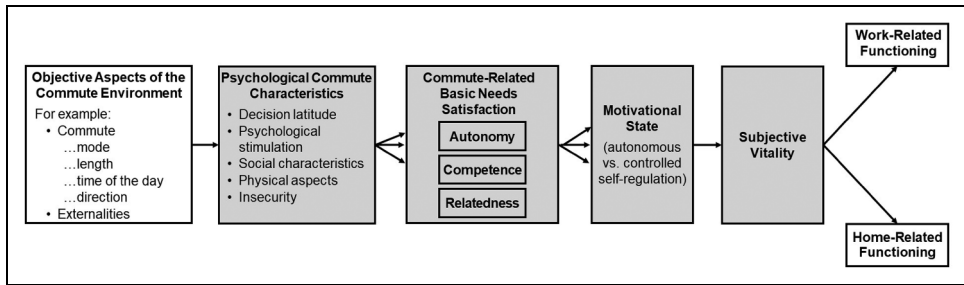 Objective Aspects of the
Commute Environment
For example:
• Commute
...mode
...length
...time of the day
...direction
• Externalities
Psychological Commute
Characteristics
• Decision latitude
• Psychological
stimulation
• Social characteristics
• Physical aspects
• Insecurity
Commute-Related
Basic Needs
Satisfaction
Autonomy
Competence
Relatedness
Motivational
State
(autonomous
vs. controlled
self-regulation)
Subjective
Vitality
Work-Related
Functioning
Home-Related
Functioning